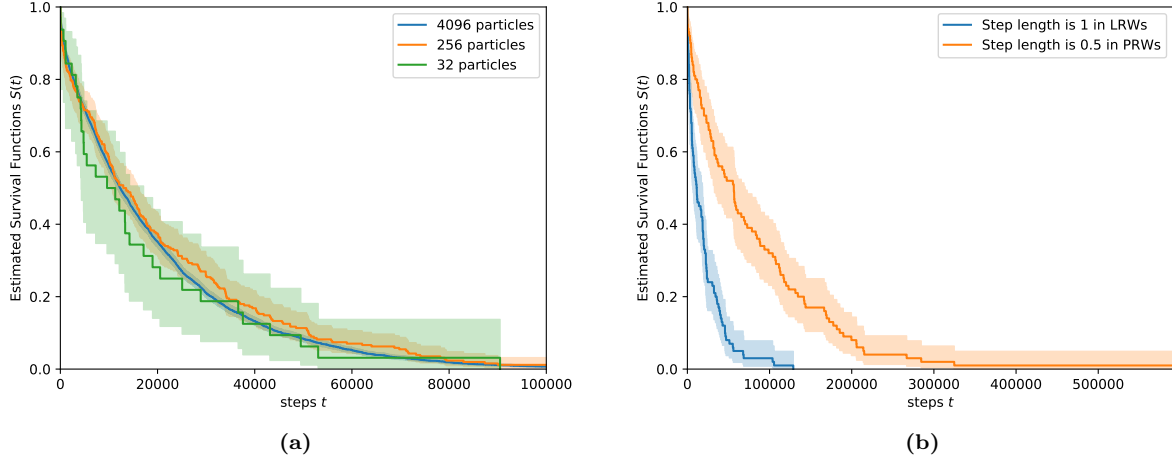 1.0
0.8
0.6
0.4
0.2
0.0
Estimated Survival Functions S(t)
4096 particles
256 particles
32 particles
0 20000 40000 60000 80000 100000
steps t
(a)
1.0
0.8
0.6
0.4
0.2
0.0
Estimated Survival Functions S(t)
Step length is 1 in LRWs
Step length is 0.5 in PRWs
0 100000 200000 300000 400000 500000
steps t
(b)